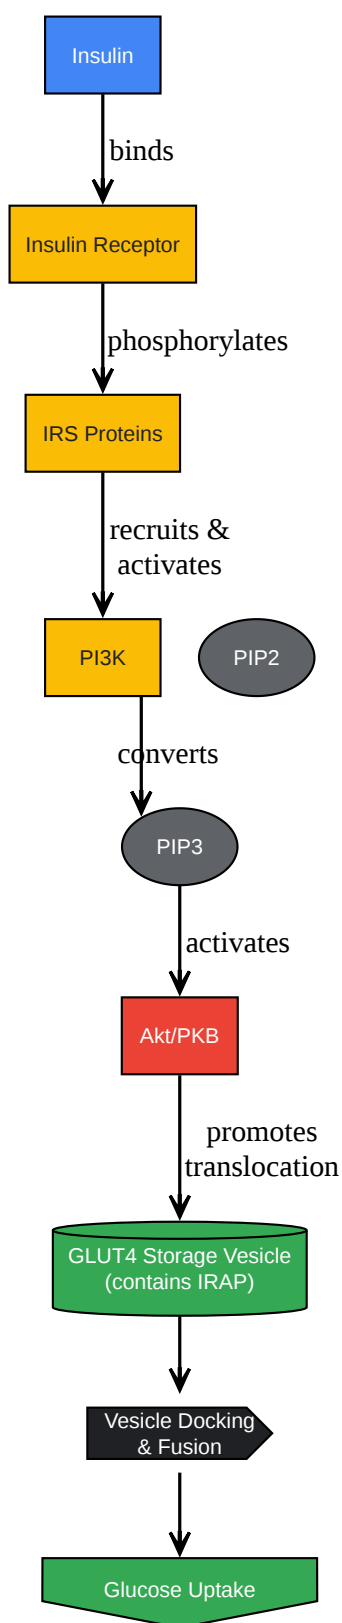 Insulin
binds
Insulin Receptor
phosphorylates
IRS Proteins
recruits &
activates
PI3K
PIP2
converts
PIP3
activates
Akt/PKB
promotes
translocation
GLUT4 Storage Vesicle
(contains IRAP)
Vesicle Docking
& Fusion
Glucose Uptake